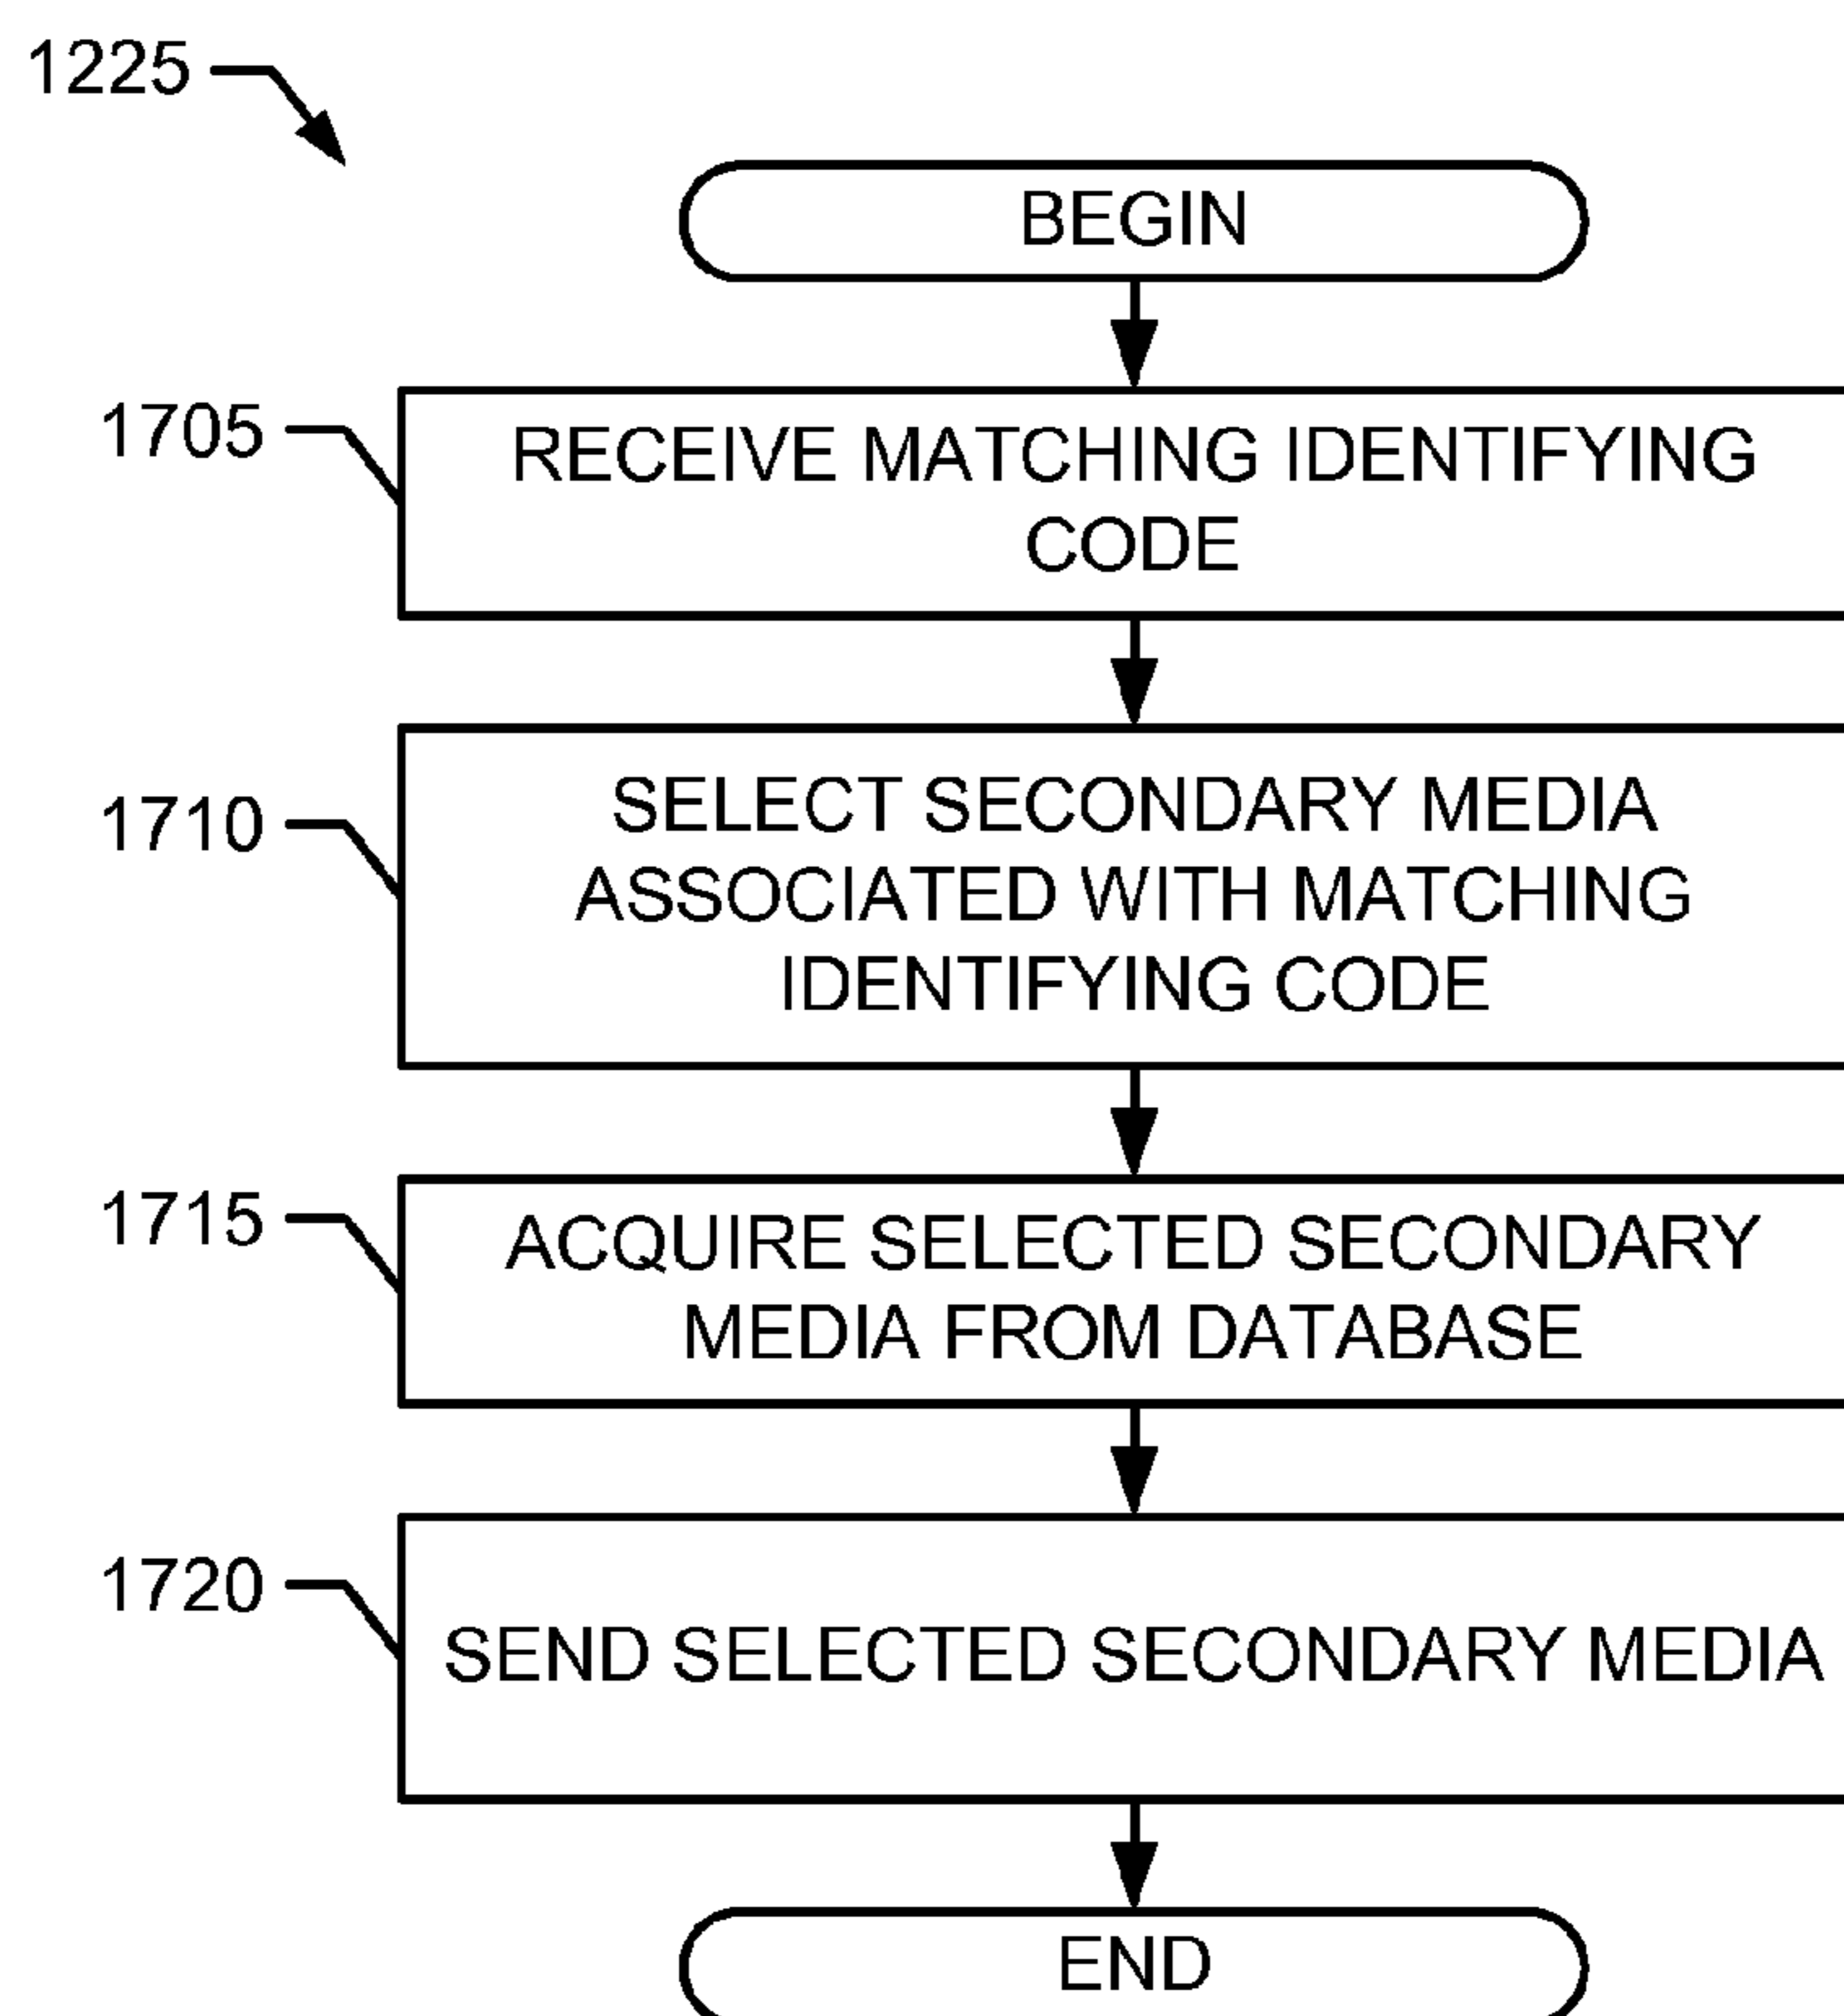 1225
BEGIN
1705
RECEIVE MATCHING IDENTIFYING
CODE
1710
SELECT SECONDARY MEDIA
ASSOCIATED WITH MATCHING
IDENTIFYING CODE
1715
ACQUIRE SELECTED SECONDARY
MEDIA FROM DATABASE
1720
SEND SELECTED SECONDARY MEDIA
END